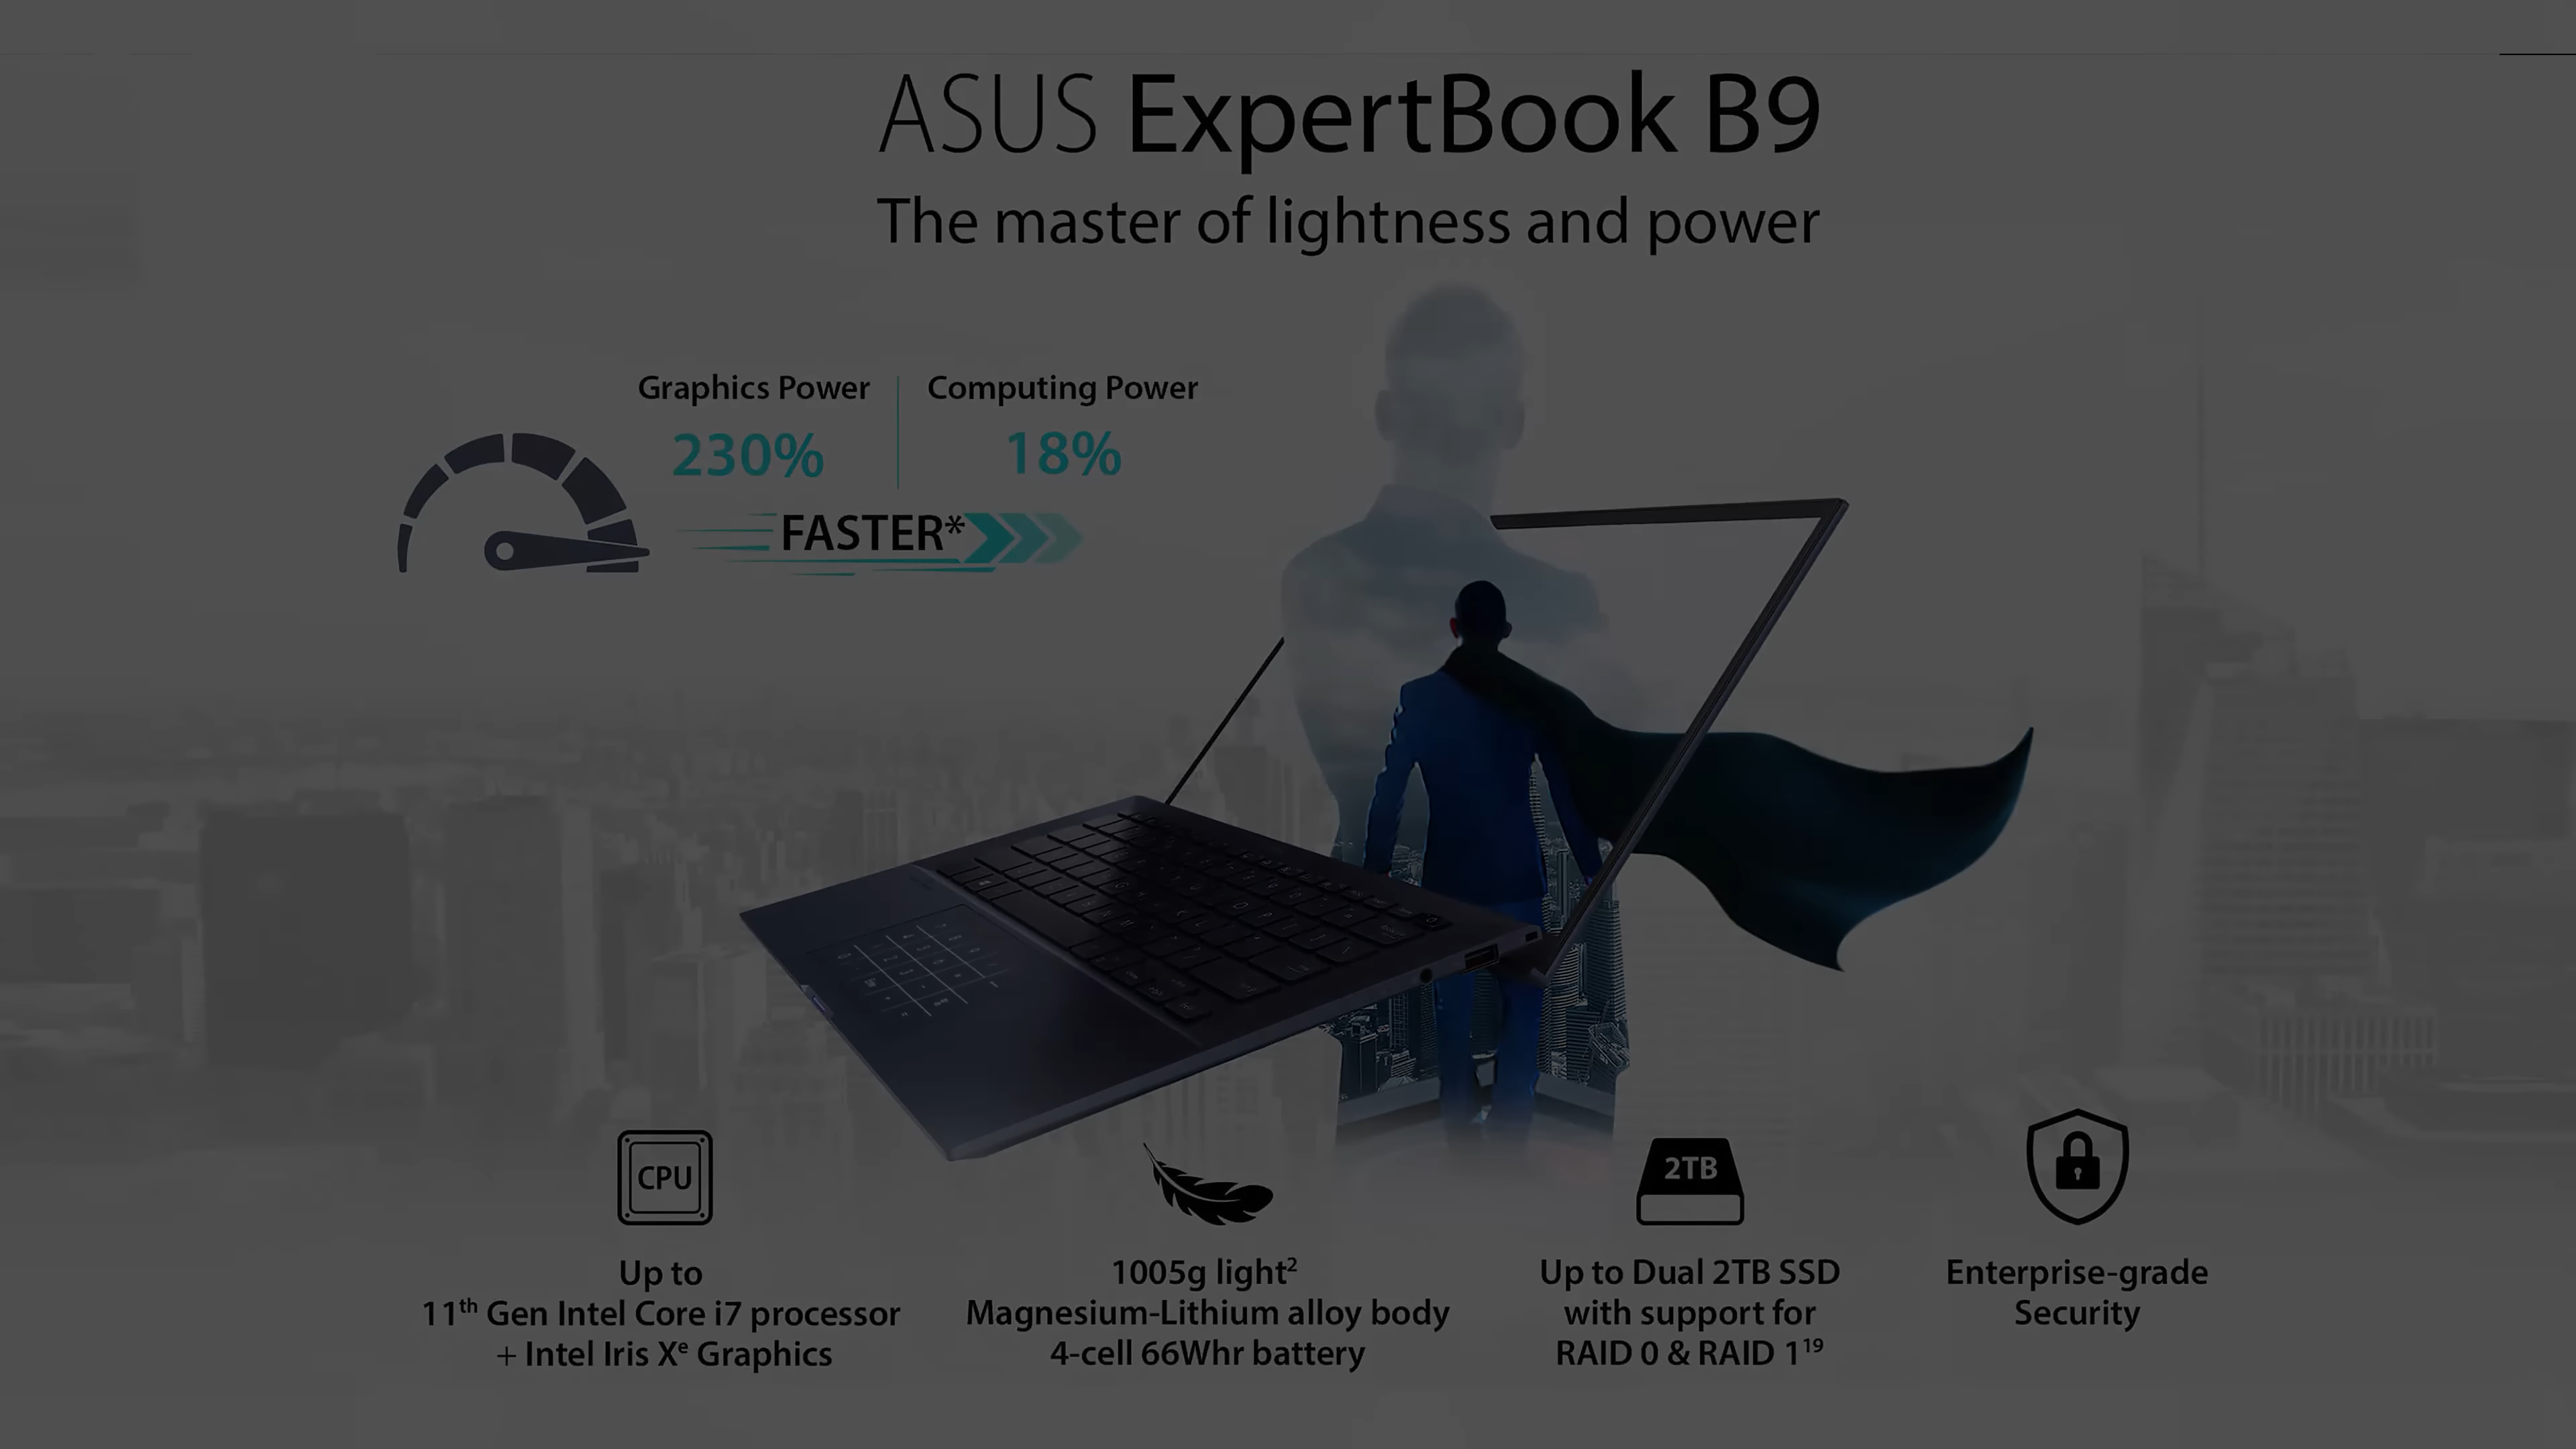 ASUS ExpertBook B9
The master of lightness and power
Graphics Power
230%
Computing Power
18%
FASTER*
CPU
Up to
11th Gen Intel Core i7 processor
+ Intel Iris Xe Graphics
1005g light2
Magnesium-Lithium alloy body
4-cell 66Whr battery
2TB
Up to Dual 2TB SSD
with support for
RAID 0 & RAID 119
Enterprise-grade
Security